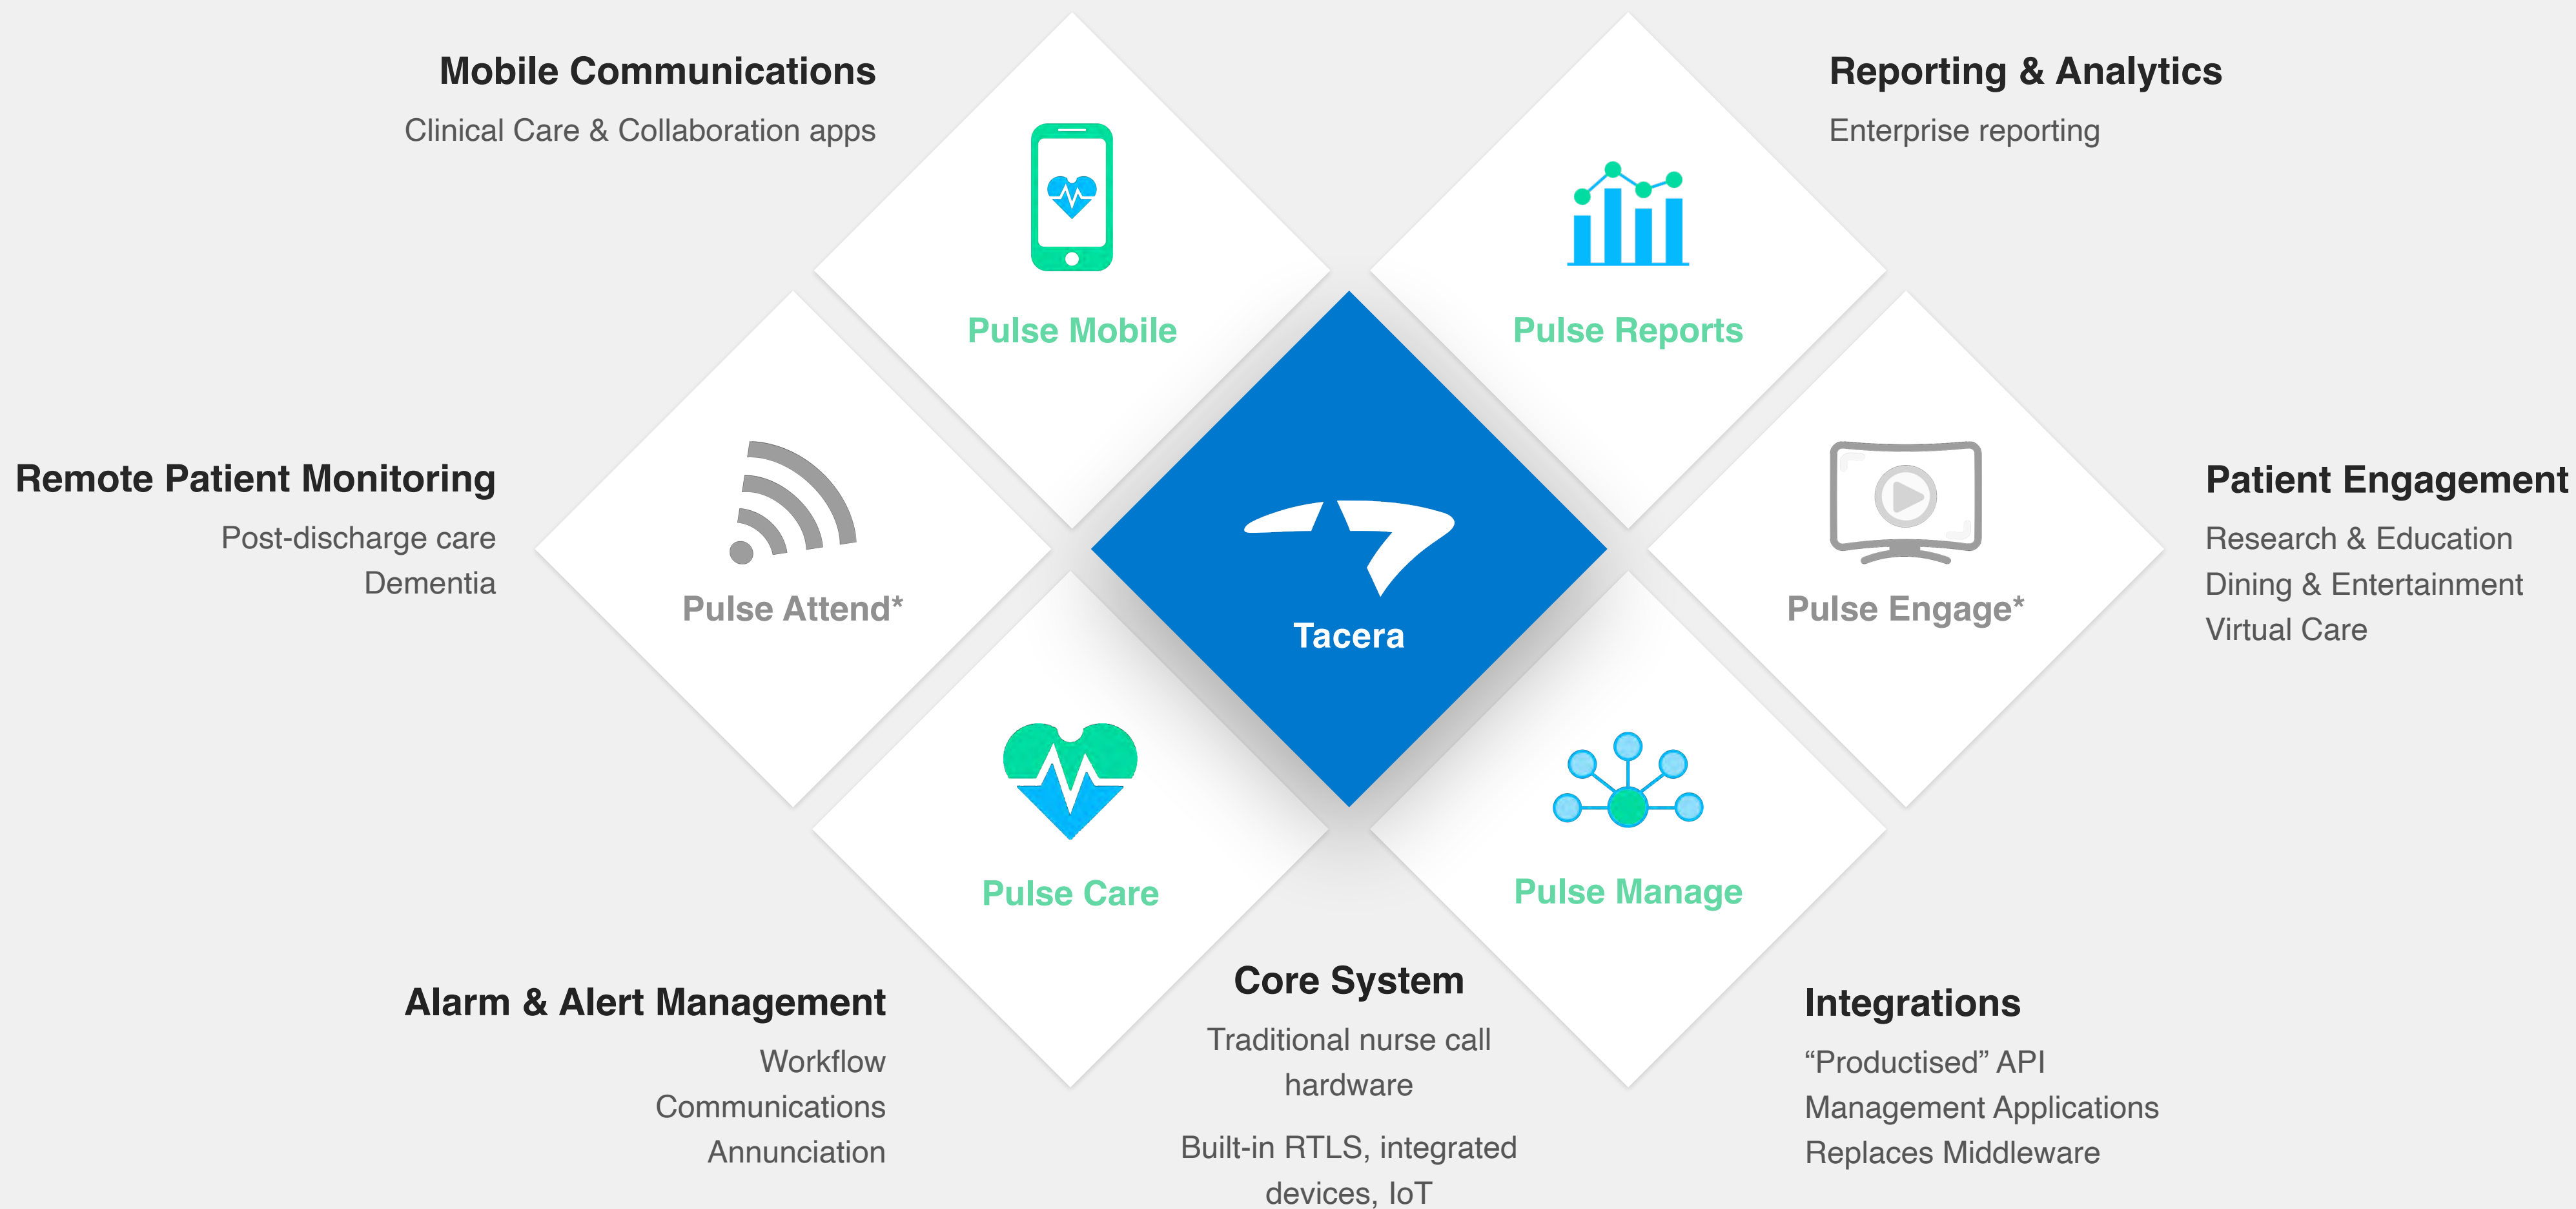 Mobile Communications
Clinical Care & Collaboration apps
Reporting & Analytics
Enterprise reporting
Pulse Mobile
Pulse Reports
Remote Patient Monitoring
Post-discharge care
Dementia
Pulse Attend*
Tacera
Pulse Engage*
Patient Engagement
Research & Education
Dining & Entertainment
Virtual Care
Pulse Care
Pulse Manage
Alarm & Alert Management
Workflow
Communications
Annunciation
Core System
Traditional nurse call
hardware
Built-in RTLS, integrated
devices, IoT
Integrations
“Productised” API
Management Applications
Replaces Middleware